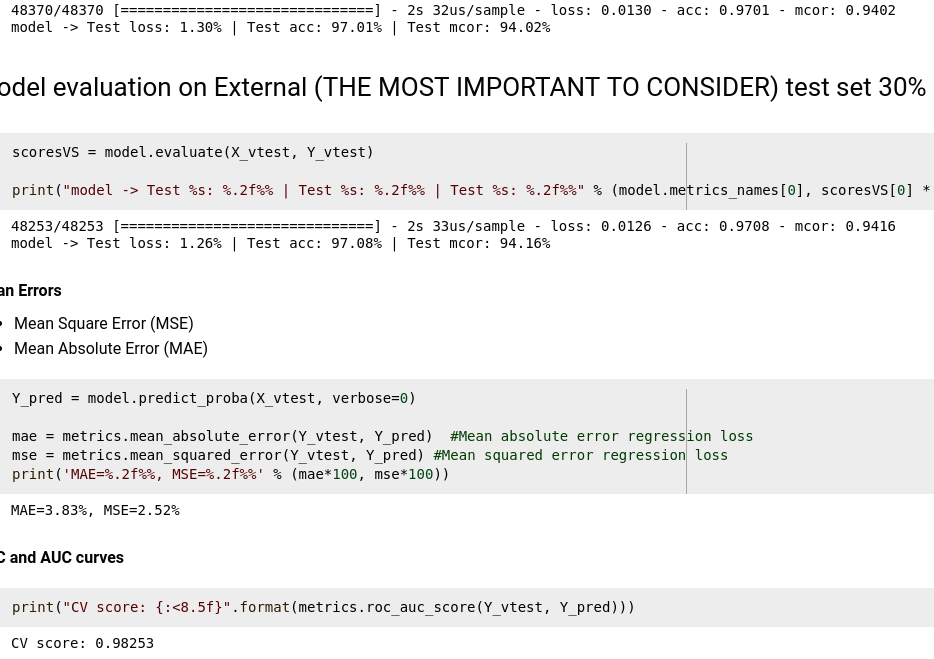 48370/48370 [==============================] - 2s 32us/sample - loss: 0.0130 - acc: 0.9701 - mcor: 0.9402
model -> Test loss: 1.30% | Test acc: 97.01% | Test mcor: 94.02%
odel evaluation on External (THE MOST IMPORTANT TO CONSIDER) test set 30%
scoresVS = model.evaluate(X_vtest, Y_vtest)
print("model -> Test %s: %.2f%% | Test %s: %.2f%% | Test %s: %.2f%%" % (model.metrics_names[0], scoresVS[0] *
48253/48253 [==============================] - 2s 33us/sample - loss: 0.0126 - acc: 0.9708 - mcor: 0.9416
model -> Test loss: 1.26% | Test acc: 97.08% | Test mcor: 94.16%
an Errors
• Mean Square Error (MSE)
• Mean Absolute Error (MAE)
Y_pred = model.predict_proba(X_vtest, verbose=0)
mae = metrics.mean_absolute_error(Y_vtest, Y_pred)  #Mean absolute error regression loss
mse = metrics.mean_squared_error(Y_vtest, Y_pred) #Mean squared error regression loss
print('MAE=%.2f%%, MSE=%.2f%%' % (mae*100, mse*100))
MAE=3.83%, MSE=2.52%
C and AUC curves
print("CV score: {:<8.5f}".format(metrics.roc_auc_score(Y_vtest, Y_pred)))
CV score: 0.98253